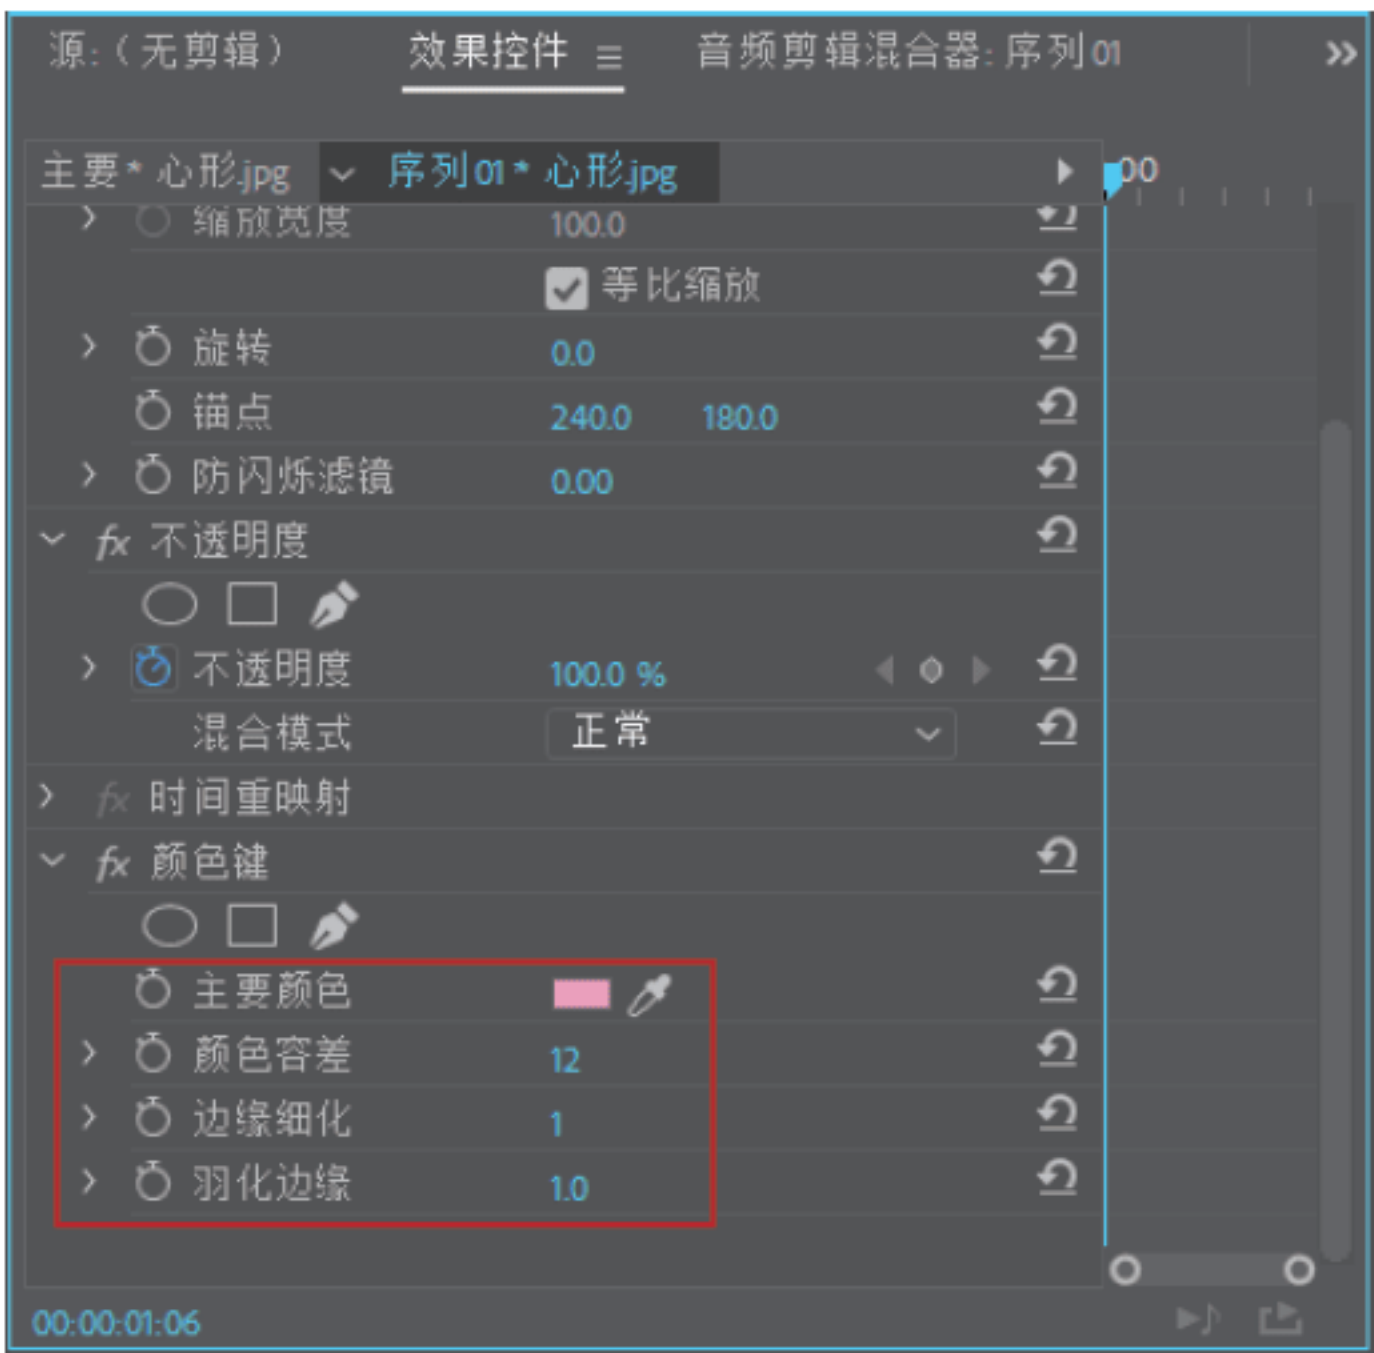 源:（无剪辑） 效果控件 ≡ 音频剪辑混合器: 序列 01 »
主要 * 心形.jpg 序列 01 * 心形.jpg 00
缩放宽度 100.0
等比缩放
旋转 0.0
锚点 240.0 180.0
防闪烁滤镜 0.00
fx 不透明度
不透明度 100.0 %
混合模式 正常
fx 时间重映射
fx 颜色键
主要颜色
颜色容差 12
边缘细化 1
羽化边缘 1.0
00:00:01:06